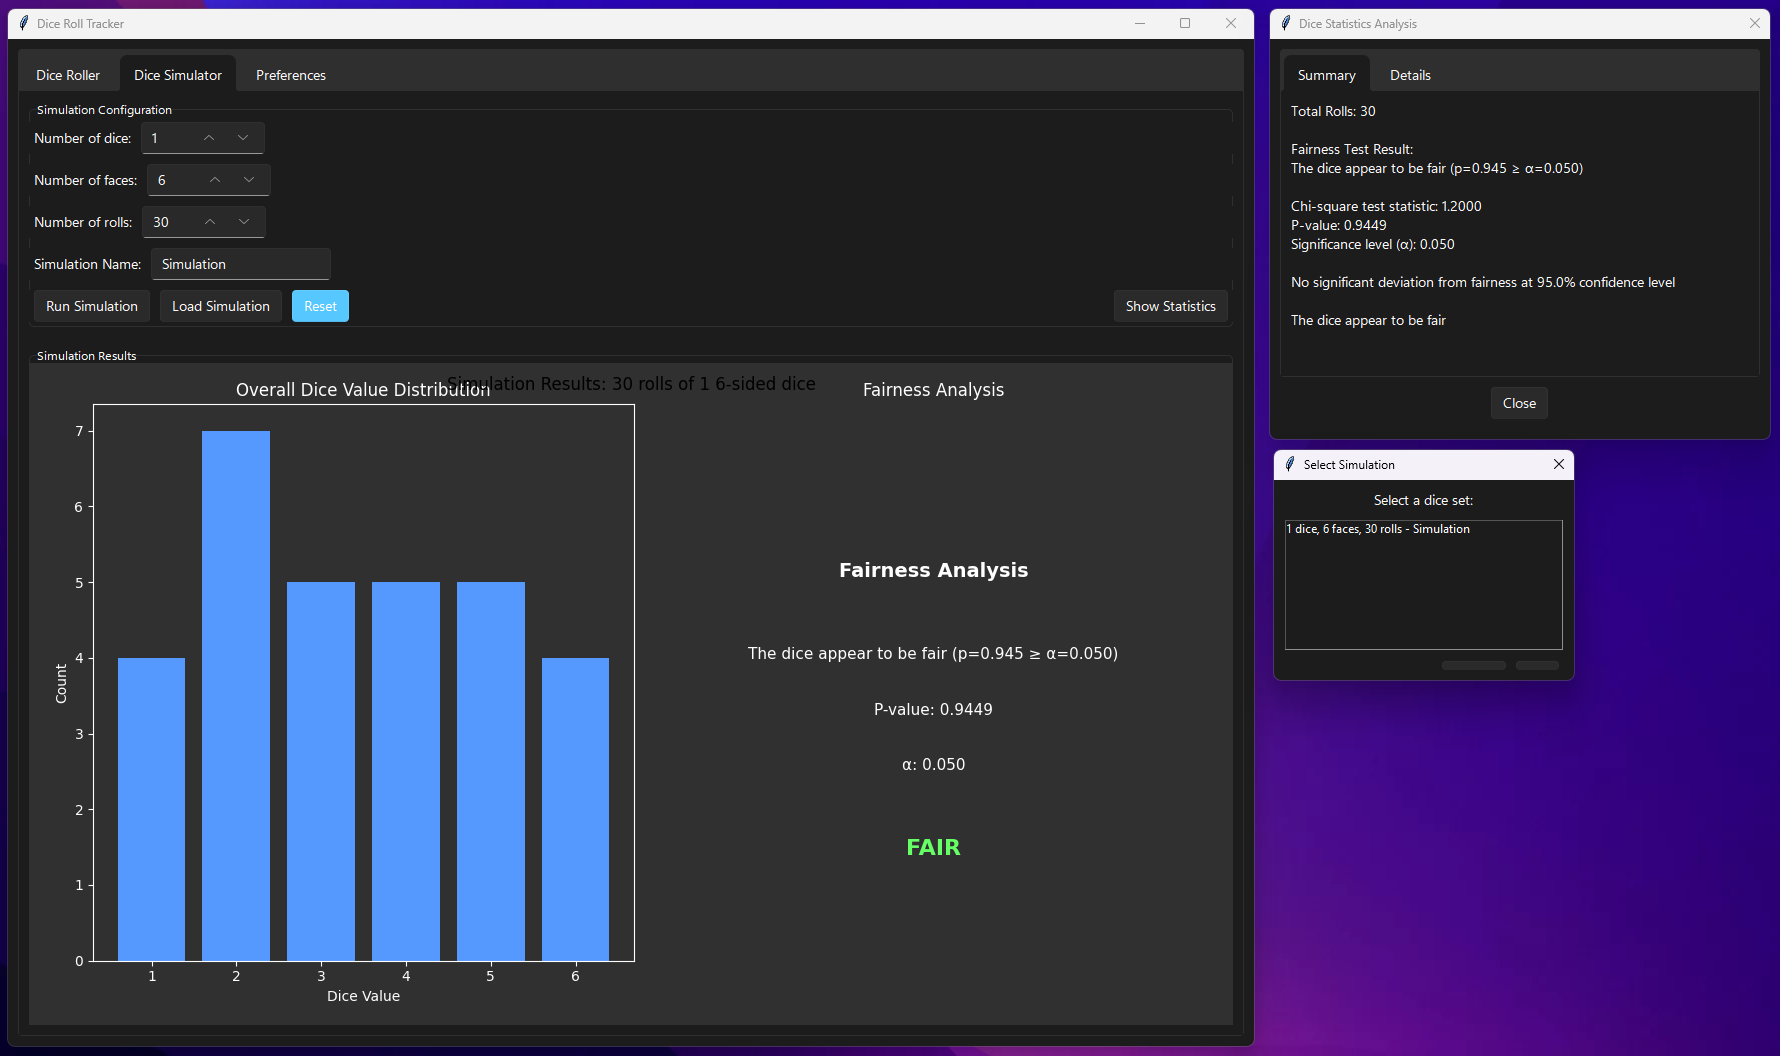 Dice Roll Tracker
Dice Roller
Dice Simulator
Preferences
Simulation Configuration
Number of dice: 1
Number of faces: 6
Number of rolls: 30
Simulation Name: Simulation
Run Simulation
Load Simulation
Reset
Show Statistics
Simulation Results
Simulation Results: 30 rolls of 1 6-sided dice
Overall Dice Value Distribution
7
6
5
4
3
2
1
0
Count
1 2 3 4 5 6
Dice Value
Fairness Analysis
Fairness Analysis
The dice appear to be fair (p=0.945 ≥ α=0.050)
P-value: 0.9449
α: 0.050
FAIR
Dice Statistics Analysis
Summary
Details
Total Rolls: 30
Fairness Test Result:
The dice appear to be fair (p=0.945 ≥ α=0.050)
Chi-square test statistic: 1.2000
P-value: 0.9449
Significance level (α): 0.050
No significant deviation from fairness at 95.0% confidence level
The dice appear to be fair
Close
Select Simulation
Select a dice set:
1 dice, 6 faces, 30 rolls - Simulation